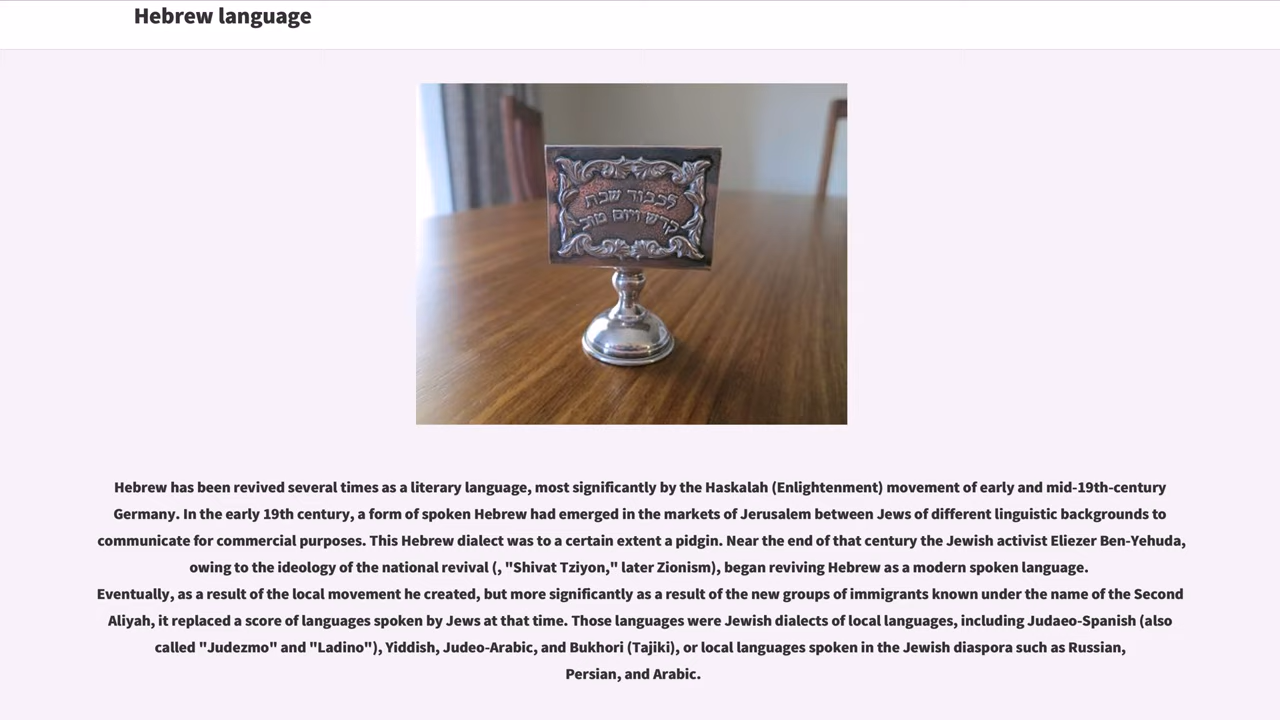 Hebrew language
לכבוד שבת
קדש ויום טוב
Hebrew has been revived several times as a literary language, most significantly by the Haskalah (Enlightenment) movement of early and mid-19th-century
Germany. In the early 19th century, a form of spoken Hebrew had emerged in the markets of Jerusalem between Jews of different linguistic backgrounds to
communicate for commercial purposes. This Hebrew dialect was to a certain extent a pidgin. Near the end of that century the Jewish activist Eliezer Ben-Yehuda,
owing to the ideology of the national revival (, "Shivat Tziyon," later Zionism), began reviving Hebrew as a modern spoken language.
Eventually, as a result of the local movement he created, but more significantly as a result of the new groups of immigrants known under the name of the Second
Aliyah, it replaced a score of languages spoken by Jews at that time. Those languages were Jewish dialects of local languages, including Judaeo-Spanish (also
called "Judezmo" and "Ladino"), Yiddish, Judeo-Arabic, and Bukhori (Tajiki), or local languages spoken in the Jewish diaspora such as Russian,
Persian, and Arabic.